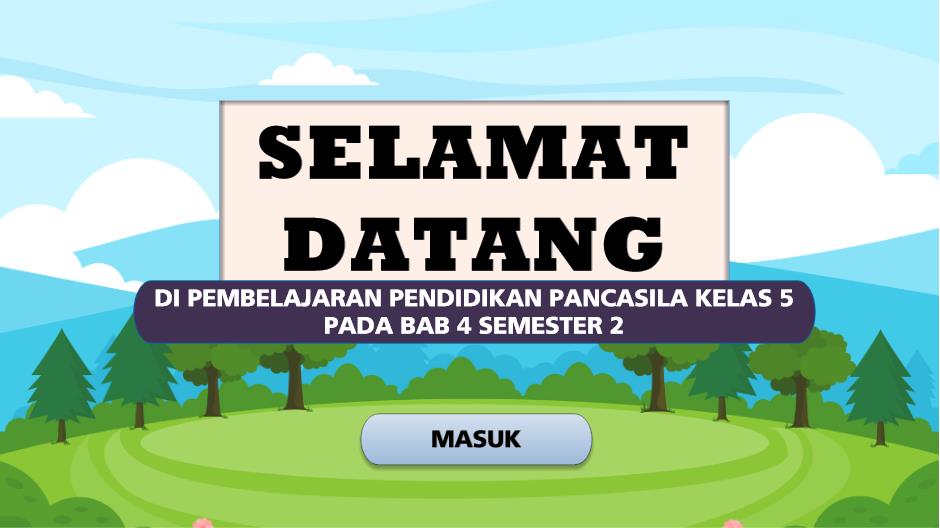 SELAMAT
DATANG
DI PEMBELAJARAN PENDIDIKAN PANCASILA KELAS 5
PADA BAB 4 SEMESTER 2
MASUK